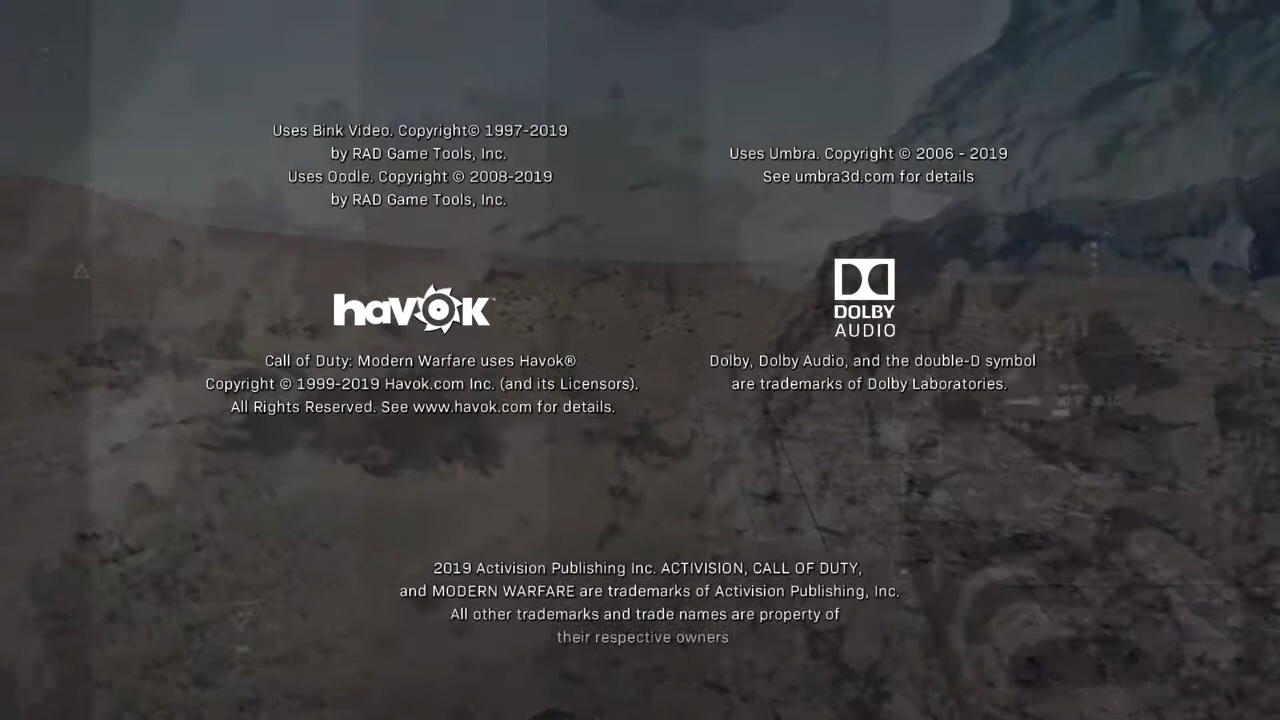 Uses Bink Video. Copyright© 1997-2019
by RAD Game Tools, Inc.
Uses Oodle. Copyright © 2008-2019
by RAD Game Tools, Inc.
Uses Umbra. Copyright © 2006 - 2019
See umbra3d.com for details
havok™
Call of Duty: Modern Warfare uses Havok®
Copyright © 1999-2019 Havok.com Inc. (and its Licensors).
All Rights Reserved. See www.havok.com for details.
DOLBY
AUDIO
Dolby, Dolby Audio, and the double-D symbol
are trademarks of Dolby Laboratories.
2019 Activision Publishing Inc. ACTIVISION, CALL OF DUTY,
and MODERN WARFARE are trademarks of Activision Publishing, Inc.
All other trademarks and trade names are property of
their respective owners